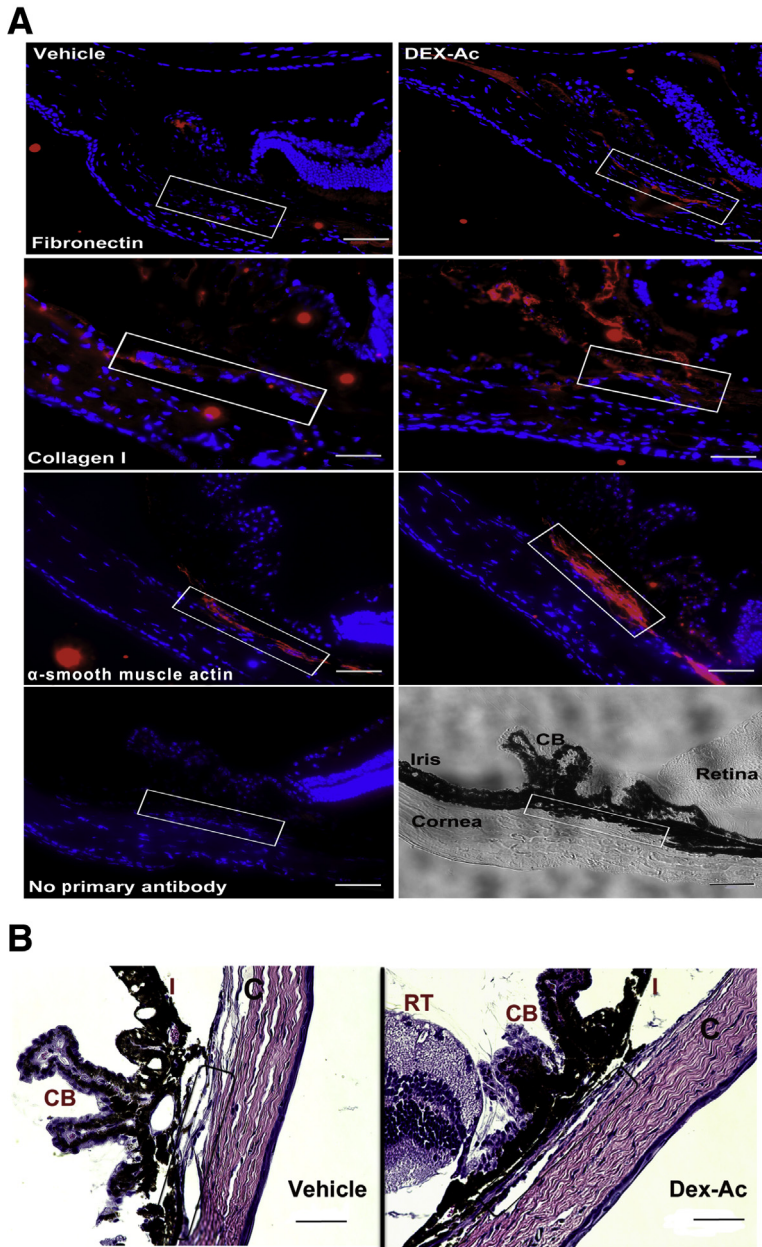 A
Vehicle
DEX-Ac
Fibronectin
Collagen I
α-smooth muscle actin
CB
Iris
Retina
Cornea
No primary antibody
B
I
C
CB
Vehicle
RT
CB
I
C
Dex-Ac